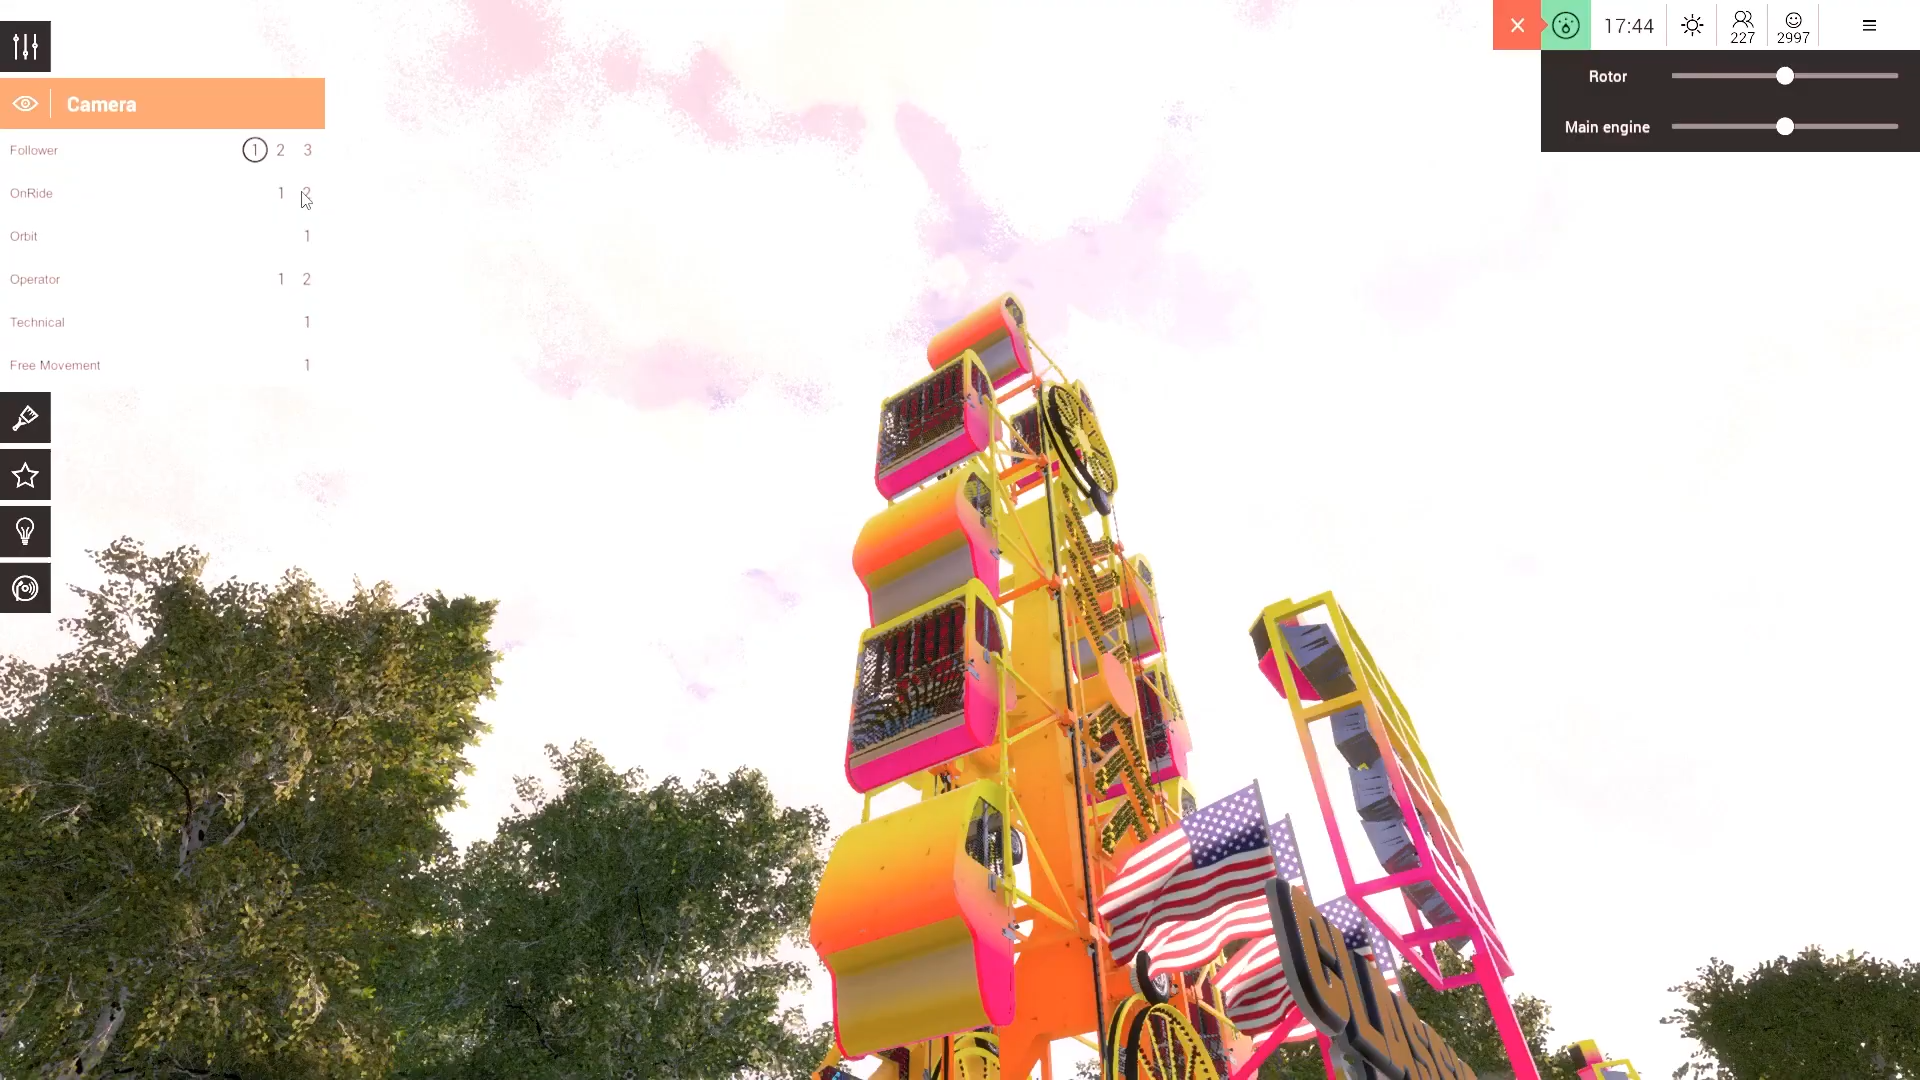 17:44
227
2997
Camera
Follower 1 2 3
OnRide 1 2
Orbit 1
Operator 1 2
Technical 1
Free Movement 1
Rotor
Main engine